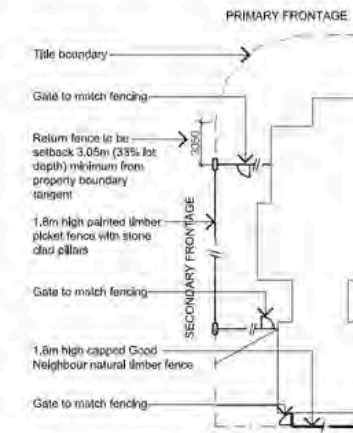 PRIMARY FRONTAGE
Title boundary
Gate to match fencing
Return fence to be
setback 3.05m (33% lot
depth) minimum from
property boundary
tangent
3050
1.8m high painted timber
picket fence with stone
clad pillars
SECONDARY FRONTAGE
Gate to match fencing
1.8m high capped Good
Neighbour natural timber fence
Gate to match fencing